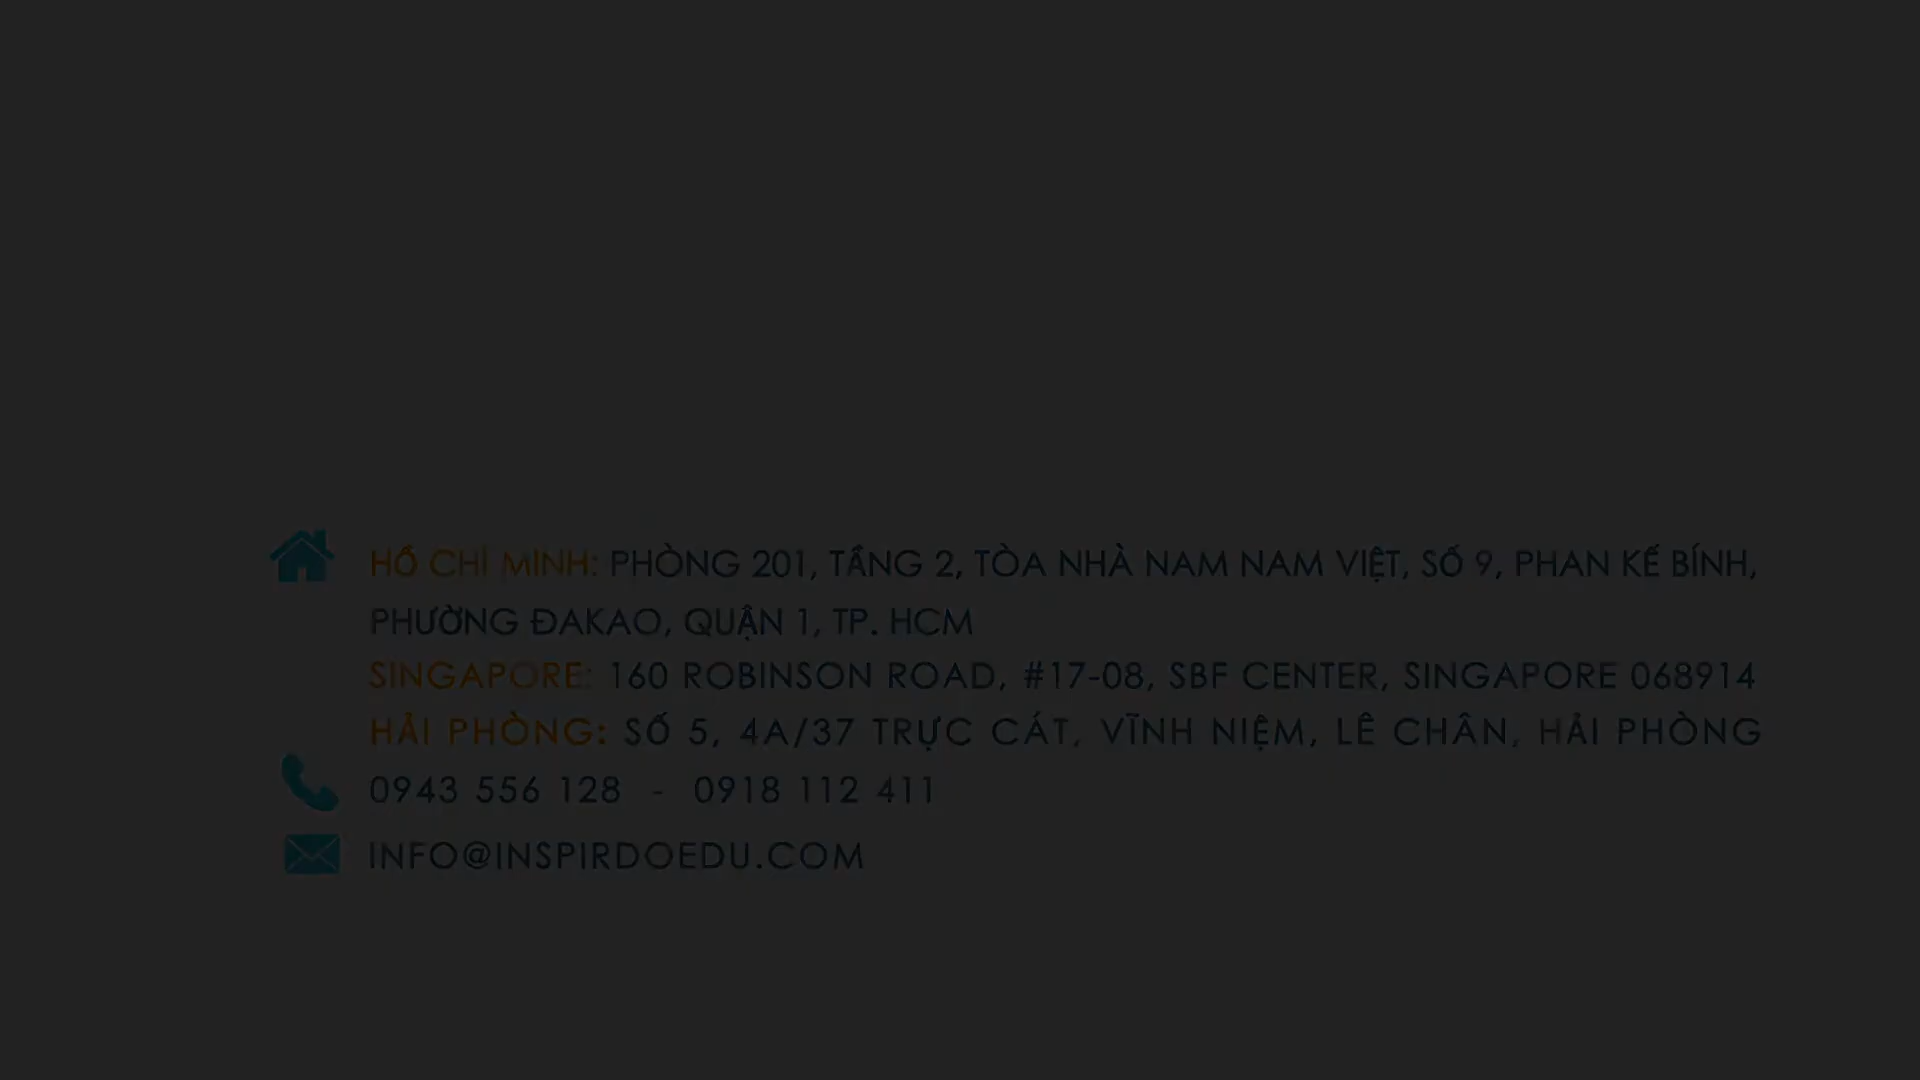 HỒ CHÍ MINH: PHÒNG 201, TẦNG 2, TÒA NHÀ NAM NAM VIỆT, SỐ 9, PHAN KẾ BÍNH,
PHƯỜNG ĐAKAO, QUẬN 1, TP. HCM
SINGAPORE: 160 ROBINSON ROAD, #17-08, SBF CENTER, SINGAPORE 068914
HẢI PHÒNG: SỐ 5, 4A/37 TRỰC CÁT, VĨNH NIỆM, LÊ CHÂN, HẢI PHÒNG
0943 556 128 - 0918 112 411
INFO@INSPIRDOEDU.COM